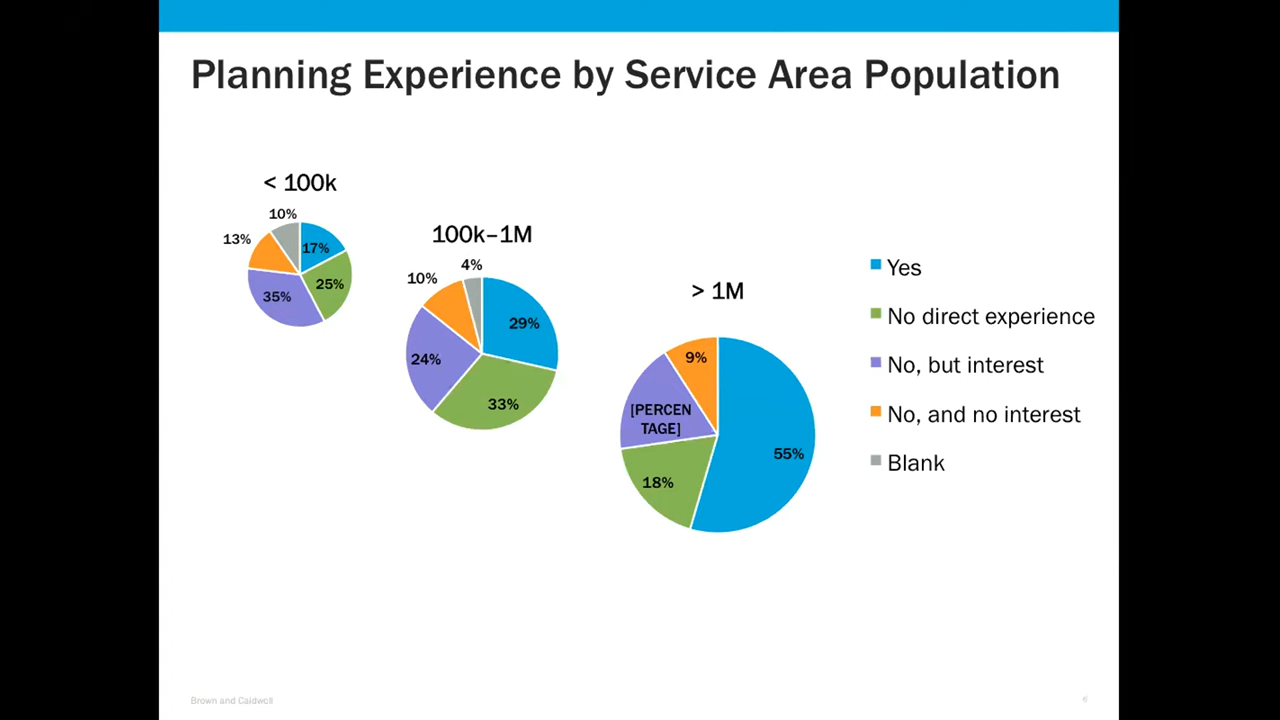 Planning Experience by Service Area Population
< 100k
10%
13%
17%
25%
35%
100k–1M
4%
10%
29%
24%
33%
> 1M
9%
[PERCEN
TAGE]
55%
18%
Yes
No direct experience
No, but interest
No, and no interest
Blank
Brown and Caldwell